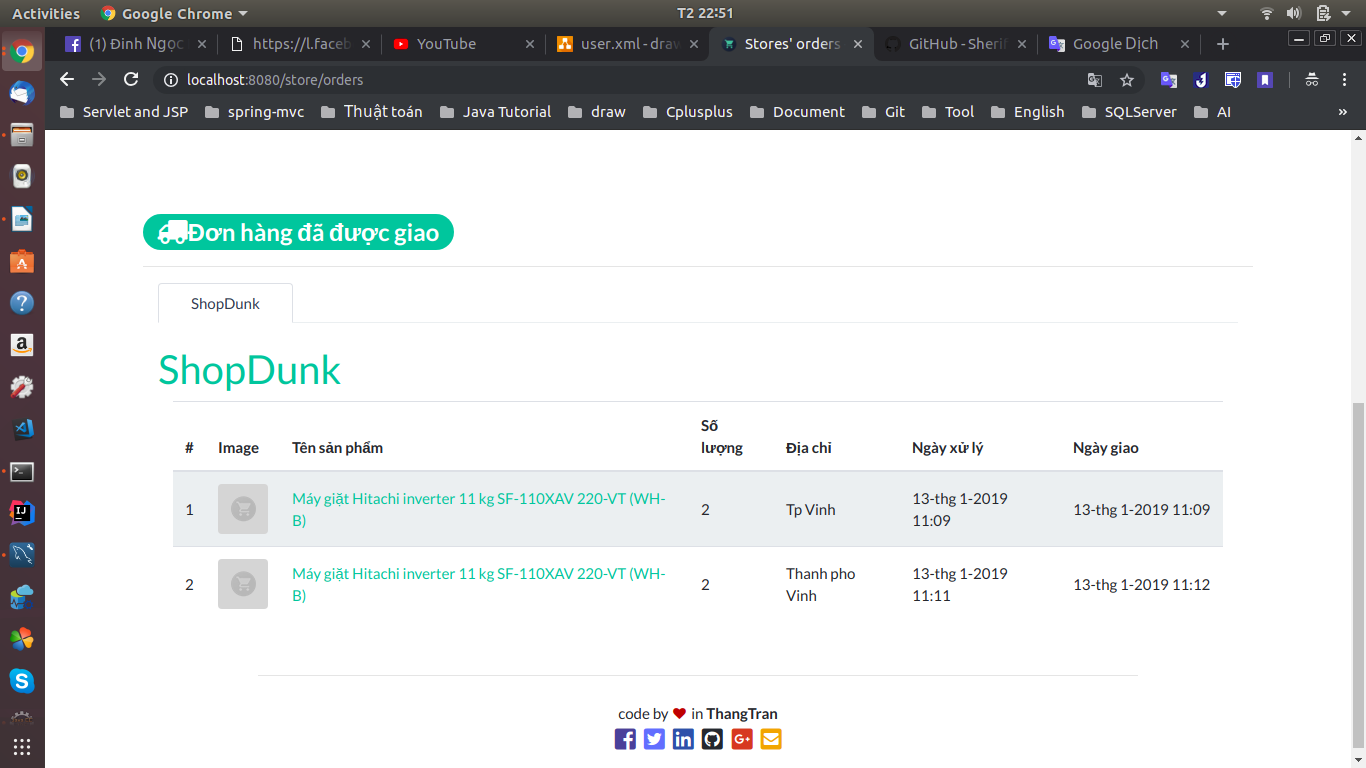 Activities
Google Chrome
T2 22:51
(1) Đinh Ngọc
https://l.faceb
YouTube
user.xml - draw
Stores' orders
GitHub - Sherif
Google Dịch
localhost:8080/store/orders
Servlet and JSP
spring-mvc
Thuật toán
Java Tutorial
draw
Cplusplus
Document
Git
Tool
English
SQLServer
AI
»
Đơn hàng đã được giao
ShopDunk
ShopDunk
# Image Tên sản phẩm Số lượng Địa chỉ Ngày xử lý Ngày giao
1 Máy giặt Hitachi inverter 11 kg SF-110XAV 220-VT (WH-
B) 2 Tp Vinh 13-thg 1-2019
11:09 13-thg 1-2019 11:09
2 Máy giặt Hitachi inverter 11 kg SF-110XAV 220-VT (WH-
B) 2 Thanh pho
Vinh 13-thg 1-2019
11:11 13-thg 1-2019 11:12
code by ❤ in ThangTran